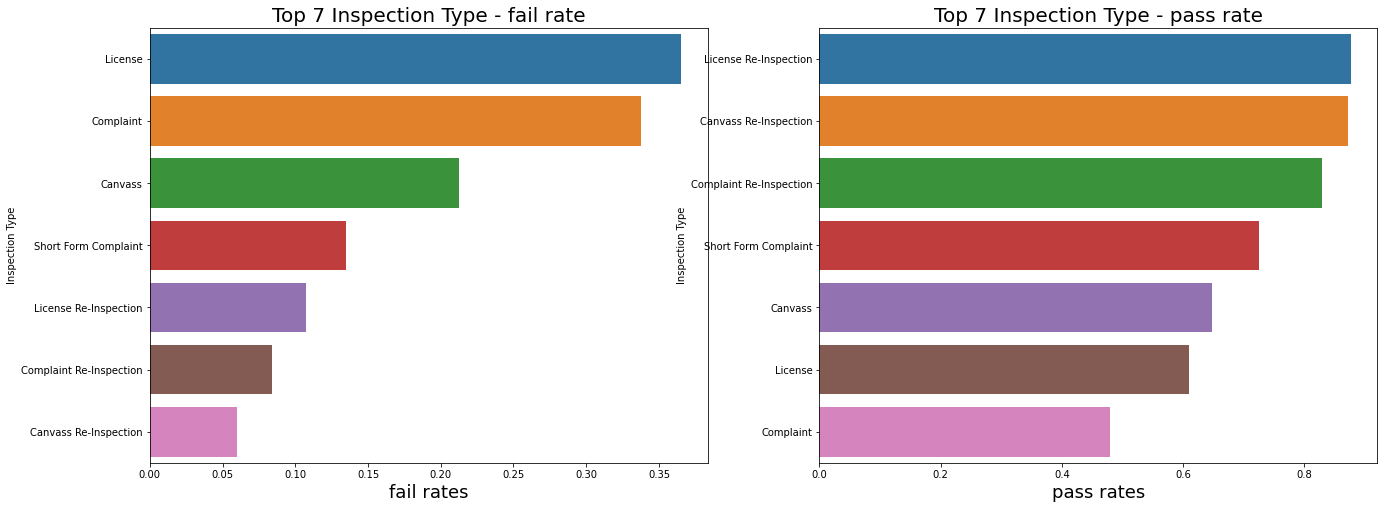 Top 7 Inspection Type - fail rate
Inspection Type
License
Complaint
Canvass
Short Form Complaint
License Re-Inspection
Complaint Re-Inspection
Canvass Re-Inspection
0.00 0.05 0.10 0.15 0.20 0.25 0.30 0.35
fail rates
Top 7 Inspection Type - pass rate
Inspection Type
License Re-Inspection
Canvass Re-Inspection
Complaint Re-Inspection
Short Form Complaint
Canvass
License
Complaint
0.0 0.2 0.4 0.6 0.8
pass rates